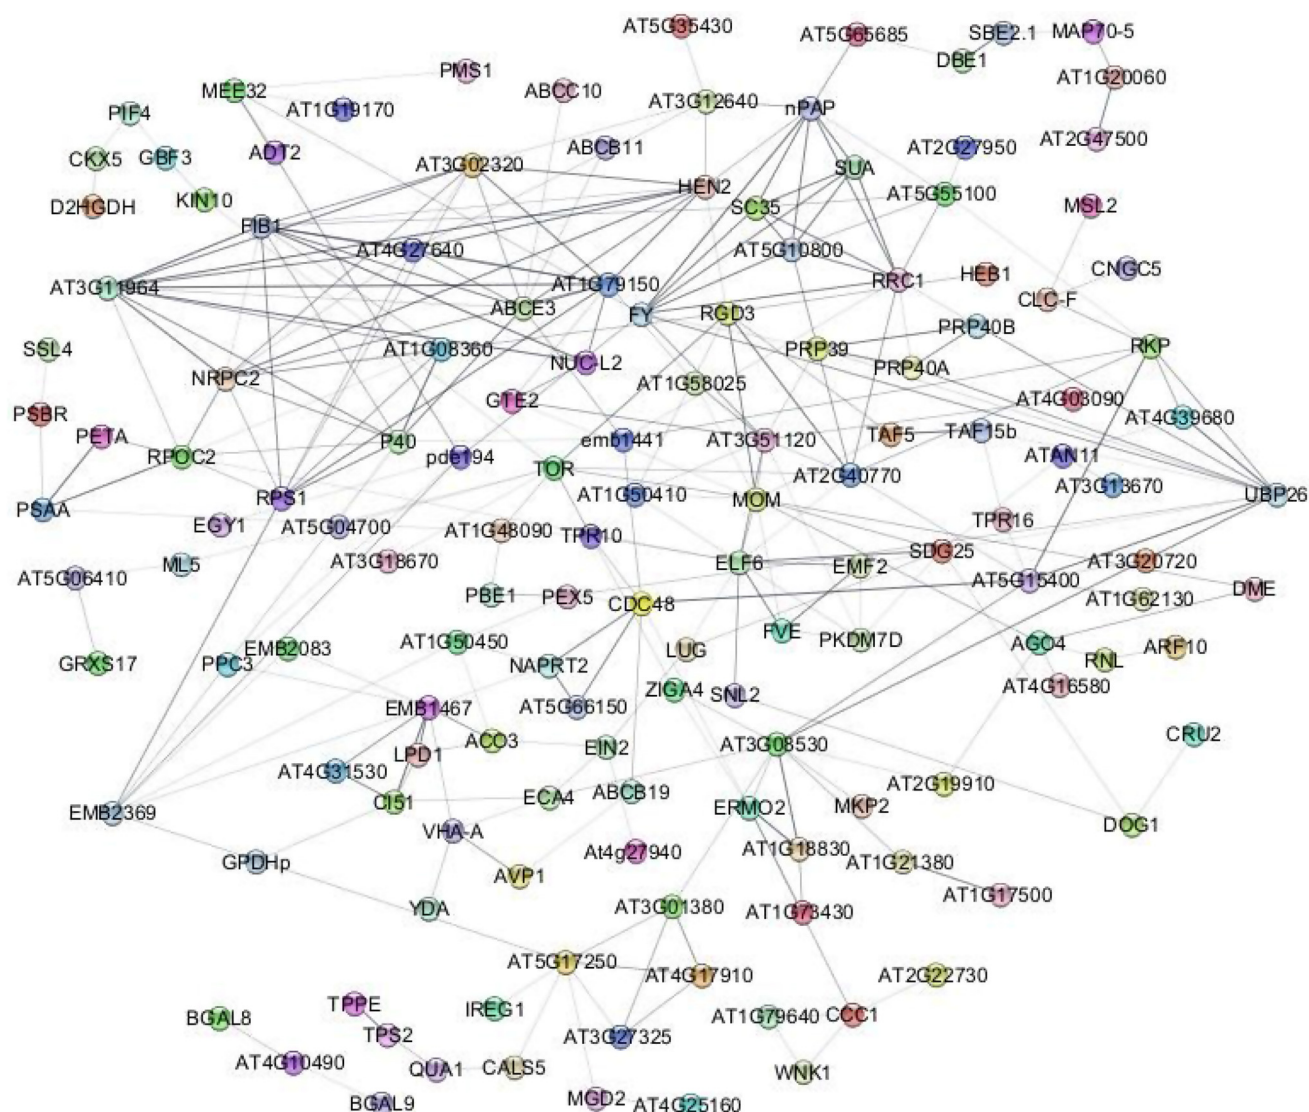 AT5G35430
AT5G65685
SBE2.1
MAP70-5
DBE1
PMS1
AT1G20060
MEE32
ABCC10
AT3G12640
AT1G19170
nPAP
PIF4
AT2G47500
ABCB11
AT2G27950
ADT2
CKX5
GBF3
AT3G02320
SUA
HEN2
AT5G55100
KIN10
D2HGDH
SC35
MSL2
FIB1
AT4G27640
AT5G10800
CNGC5
HEB1
RRC1
AT1G79150
AT3G11964
CLC-F
ABCE3
FY
RGD3
PRP40B
SSL4
AT1G08360
PRP39
RKP
NUC-L2
PRP40A
NRPC2
AT1G58025
GTE2
AT4G03090
PSBR
AT4G39680
PETA
P40
emb1441
AT3G51120
TAF5
TAF15b
RPOC2
pde194
ATAN11
TOR
AT2G40770
AT3G13670
RPS1
AT1G50410
MOM
UBP26
PSAA
EGY1
AT5G04700
AT1G48090
TPR10
TPR16
SDG25
ML5
AT3G18670
ELF6
EMF2
AT3G20720
AT5G06410
AT5G15400
DME
PBE1
PEX5
CDC48
AT1G62130
FVE
PKDM7D
AT1G50450
EMB2083
LUG
AGO4
ARF10
GRXS17
PPC3
NAPRT2
RNL
ZIGA4
SNL2
AT4G16580
EMB1467
AT5G66150
CRU2
ACO3
EIN2
AT3G08530
LPD1
AT4G31530
AT2G19910
ABCB19
ECA4
CI51
ERMO2
MKP2
EMB2369
DOG1
VHA-A
At4g27940
AT1G18830
GPDHp
AT1G21380
AVP1
AT1G17500
YDA
AT3G01380
AT1G73430
AT5G17250
AT4G17910
AT2G22730
TPPE
IREG1
BGAL8
AT1G79640
CCC1
TPS2
AT3G27325
AT4G10490
QUA1
CALS5
WNK1
MGD2
BGAL9
AT4G25160